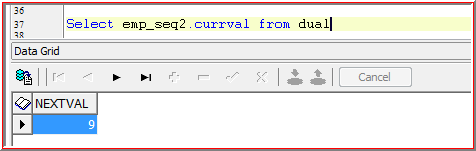 36
37 Select emp_seq2.currval from dual
38
Data Grid
Cancel
NEXTVAL
9